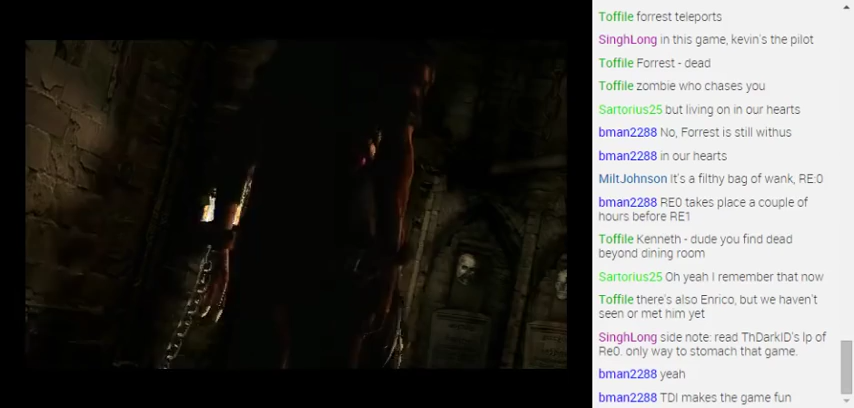 Toffile forrest teleports
SinghLong in this game, kevin's the pilot
Toffile Forrest - dead
Toffile zombie who chases you
Sartorius25 but living on in our hearts
bman2288 No, Forrest is still withus
bman2288 in our hearts
MiltJohnson It's a filthy bag of wank, RE:0
bman2288 RE0 takes place a couple of
hours before RE1
Toffile Kenneth - dude you find dead
beyond dining room
Sartorius25 Oh yeah I remember that now
Toffile there's also Enrico, but we haven't
seen or met him yet
SinghLong side note: read ThDarkID's lp of
Re0. only way to stomach that game.
bman2288 yeah
bman2288 TDI makes the game fun